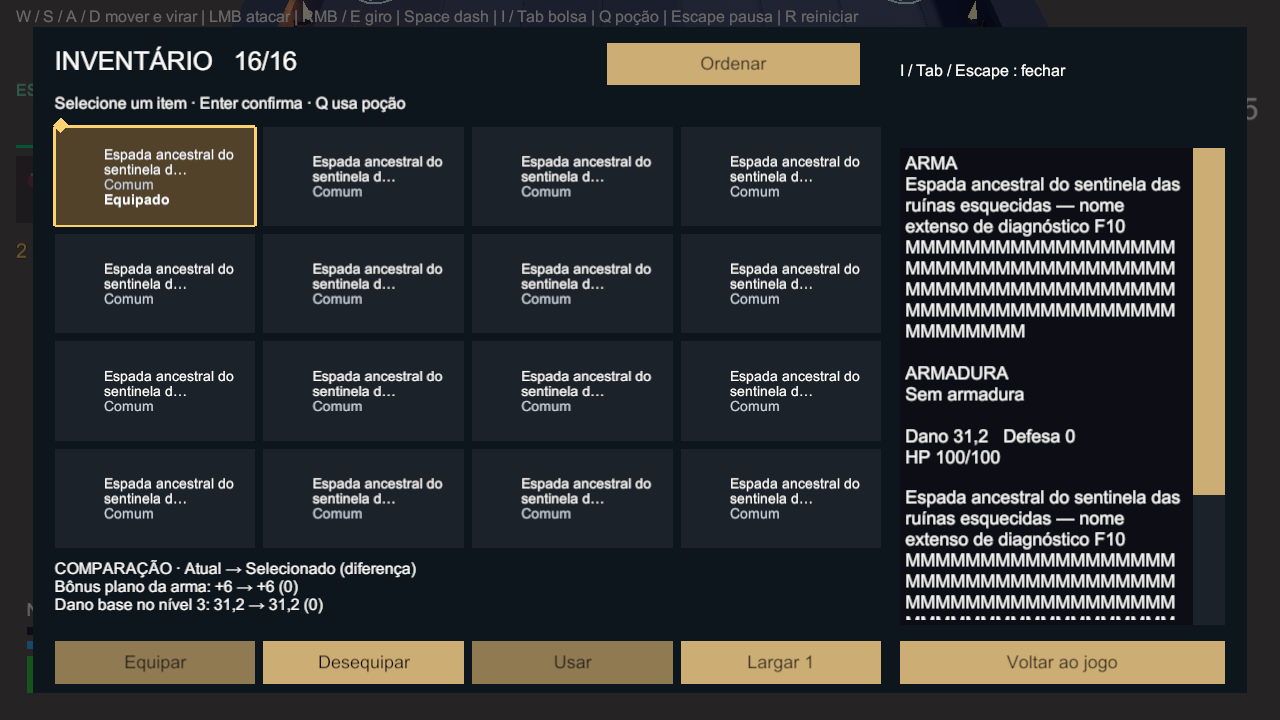 W / S / A / D mover e virar | LMB atacar | RMB / E giro | Space dash | I / Tab bolsa | Q poção | Escape pausa | R reiniciar
INVENTÁRIO 16/16
Ordenar
I / Tab / Escape : fechar
Selecione um item · Enter confirma · Q usa poção
Espada ancestral do
sentinela d…
Comum
Equipado
Espada ancestral do
sentinela d…
Comum
Espada ancestral do
sentinela d…
Comum
Espada ancestral do
sentinela d…
Comum
Espada ancestral do
sentinela d…
Comum
Espada ancestral do
sentinela d…
Comum
Espada ancestral do
sentinela d…
Comum
Espada ancestral do
sentinela d…
Comum
Espada ancestral do
sentinela d…
Comum
Espada ancestral do
sentinela d…
Comum
Espada ancestral do
sentinela d…
Comum
Espada ancestral do
sentinela d…
Comum
Espada ancestral do
sentinela d…
Comum
Espada ancestral do
sentinela d…
Comum
Espada ancestral do
sentinela d…
Comum
Espada ancestral do
sentinela d…
Comum
ARMA
Espada ancestral do sentinela das
ruínas esquecidas — nome
extenso de diagnóstico F10
MMMMMMMMMMMMMMMMMM
MMMMMMMMMMMMMMMMMM
MMMMMMMMMMMMMMMMMM
MMMMMMMMMMMMMMMMMM
MMMMMMMM
ARMADURA
Sem armadura
Dano 31,2 Defesa 0
HP 100/100
Espada ancestral do sentinela das
ruínas esquecidas — nome
extenso de diagnóstico F10
MMMMMMMMMMMMMMMMMM
MMMMMMMMMMMMMMMMMM
MMMMMMMMMMMMMMMMMM
COMPARAÇÃO · Atual → Selecionado (diferença)
Bônus plano da arma: +6 → +6 (0)
Dano base no nível 3: 31,2 → 31,2 (0)
Equipar
Desequipar
Usar
Largar 1
Voltar ao jogo